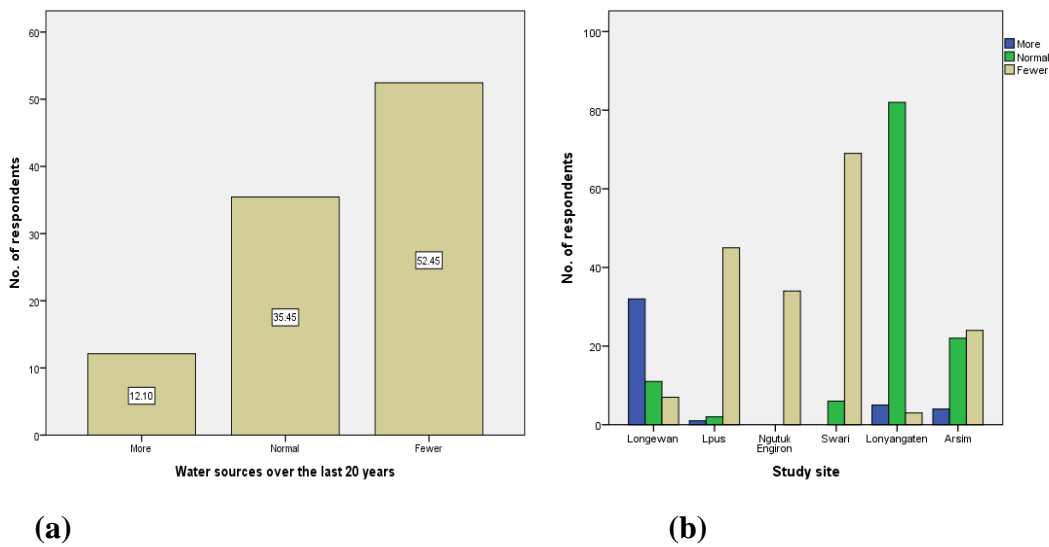 60
50
40
30
20
10
0
No. of respondents
12.10
35.45
52.45
More Normal Fewer
Water sources over the last 20 years
(a)
100
80
60
40
20
0
No. of respondents
More
Normal
Fewer
Longewan Lpus Ngutuk Swari Lonyangaten Arsim
Engiron
Study site
(b)